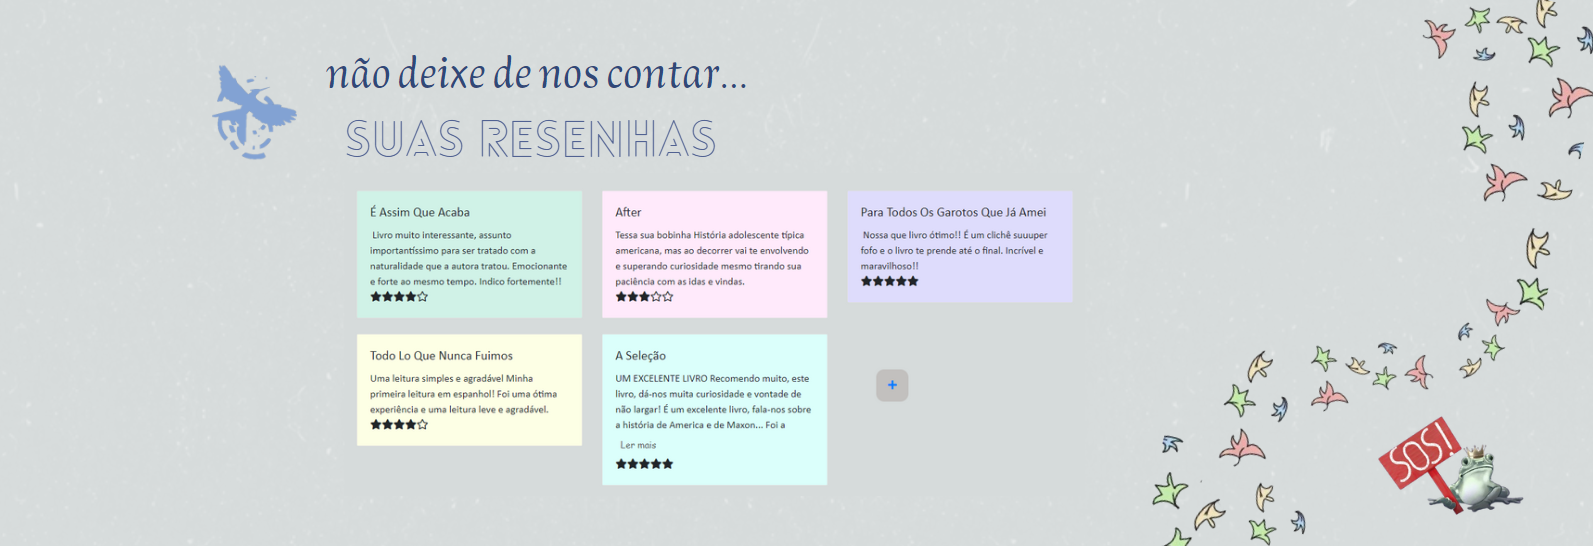 não deixe de nos contar...
SUAS RESENHAS
É Assim Que Acaba
Livro muito interessante, assunto
importantíssimo para ser tratado com a
naturalidade que a autora tratou. Emocionante
e forte ao mesmo tempo. Indico fortemente!!
After
Tessa sua bobinha História adolescente típica
americana, mas ao decorrer vai te envolvendo
e superando curiosidade mesmo tirando sua
paciência com as idas e vindas.
Para Todos Os Garotos Que Já Amei
Nossa que livro ótimo!! É um clichê suuuper
fofo e o livro te prende até o final. Incrível e
maravilhoso!!
Todo Lo Que Nunca Fuimos
Uma leitura simples e agradável Minha
primeira leitura em espanhol! Foi uma ótima
experiência e uma leitura leve e agradável.
A Seleção
UM EXCELENTE LIVRO Recomendo muito, este
livro, dá-nos muita curiosidade e vontade de
não largar! É um excelente livro, fala-nos sobre
a história de America e de Maxon... Foi a
Ler mais
+
SOS!